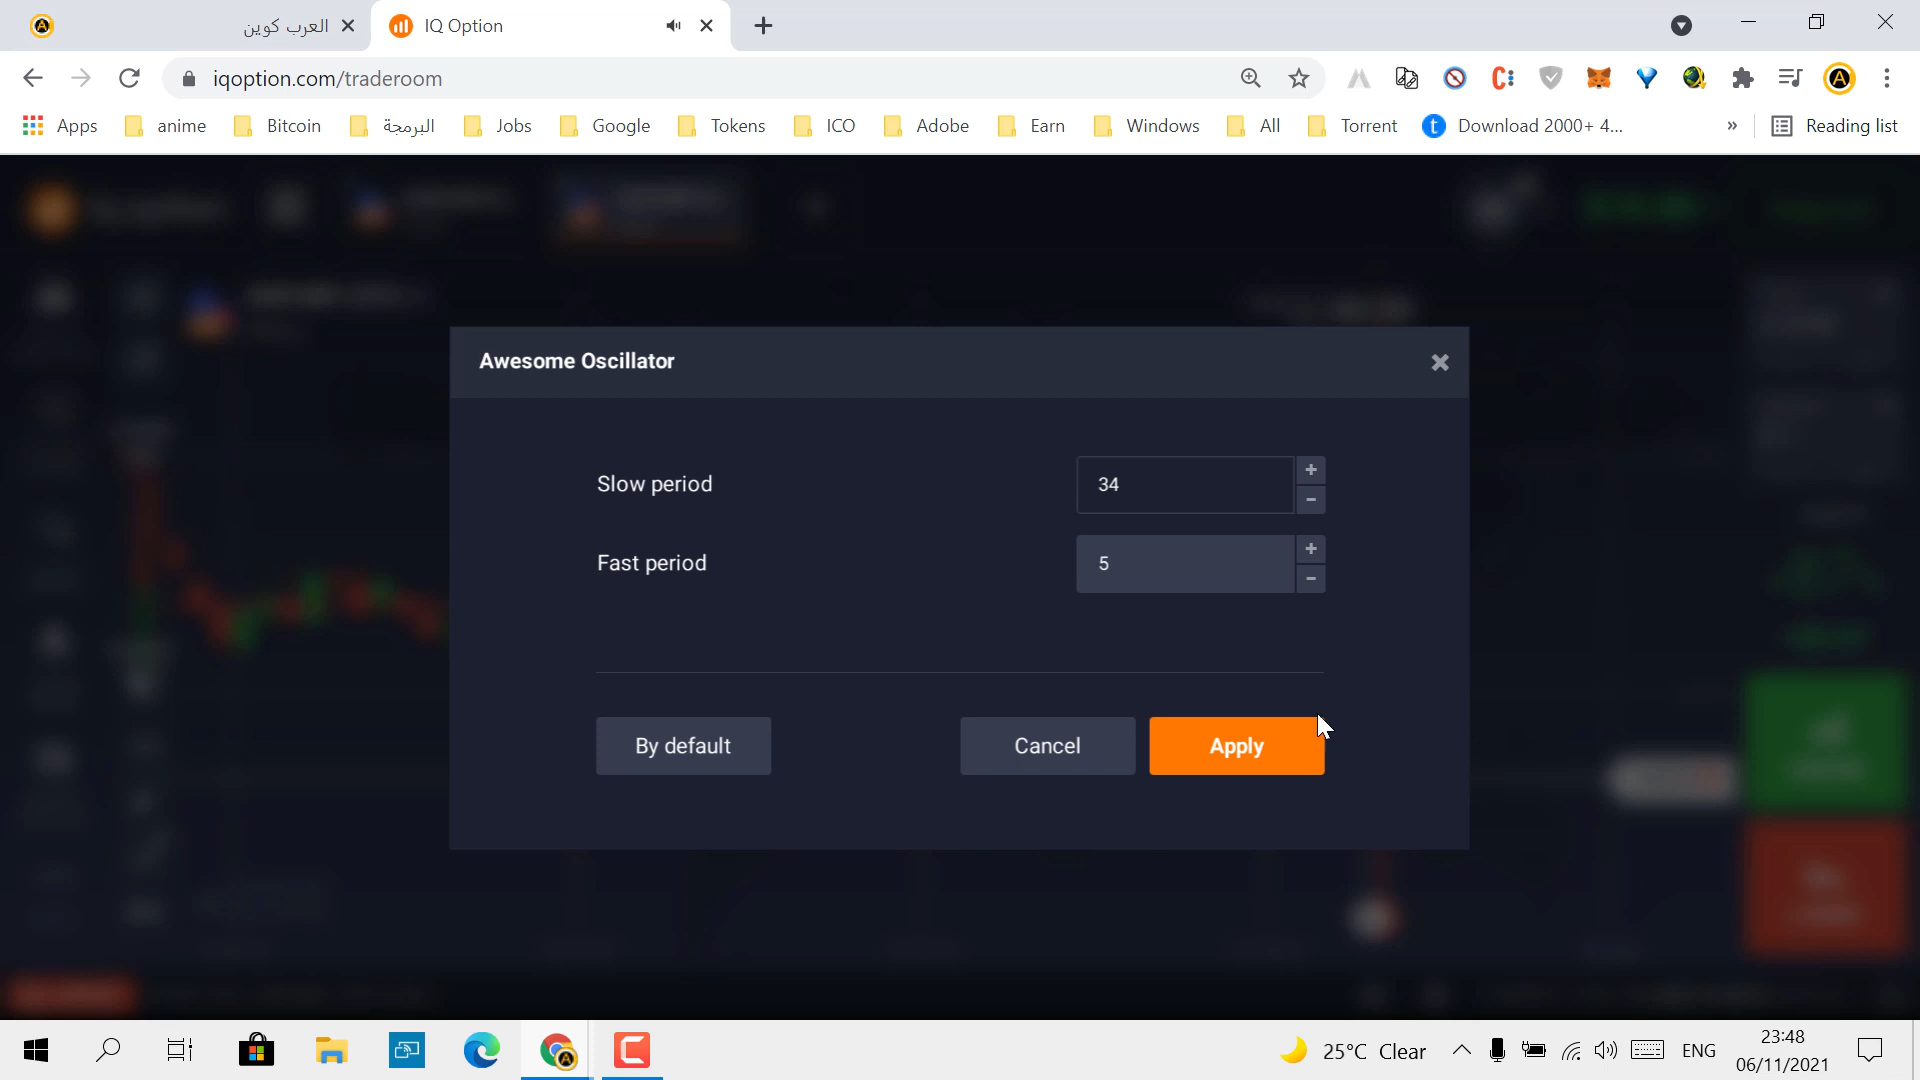 العرب كوين
IQ Option
iqoption.com/traderoom
Apps
anime
Bitcoin
البرمجة
Jobs
Google
Tokens
ICO
Adobe
Earn
Windows
All
Torrent
Download 2000+ 4...
»
Reading list
Awesome Oscillator
Slow period
34
Fast period
5
By default
Cancel
Apply
25°C Clear
ENG
23:48
06/11/2021